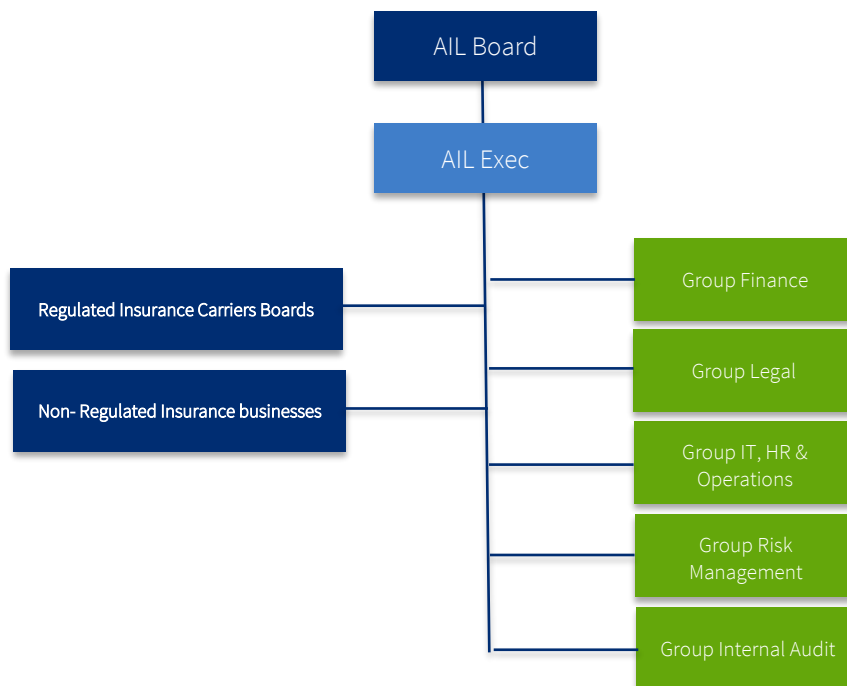 AIL Board
AIL Exec
Regulated Insurance Carriers Boards
Non- Regulated Insurance businesses
Group Finance
Group Legal
Group IT, HR &
Operations
Group Risk
Management
Group Internal Audit